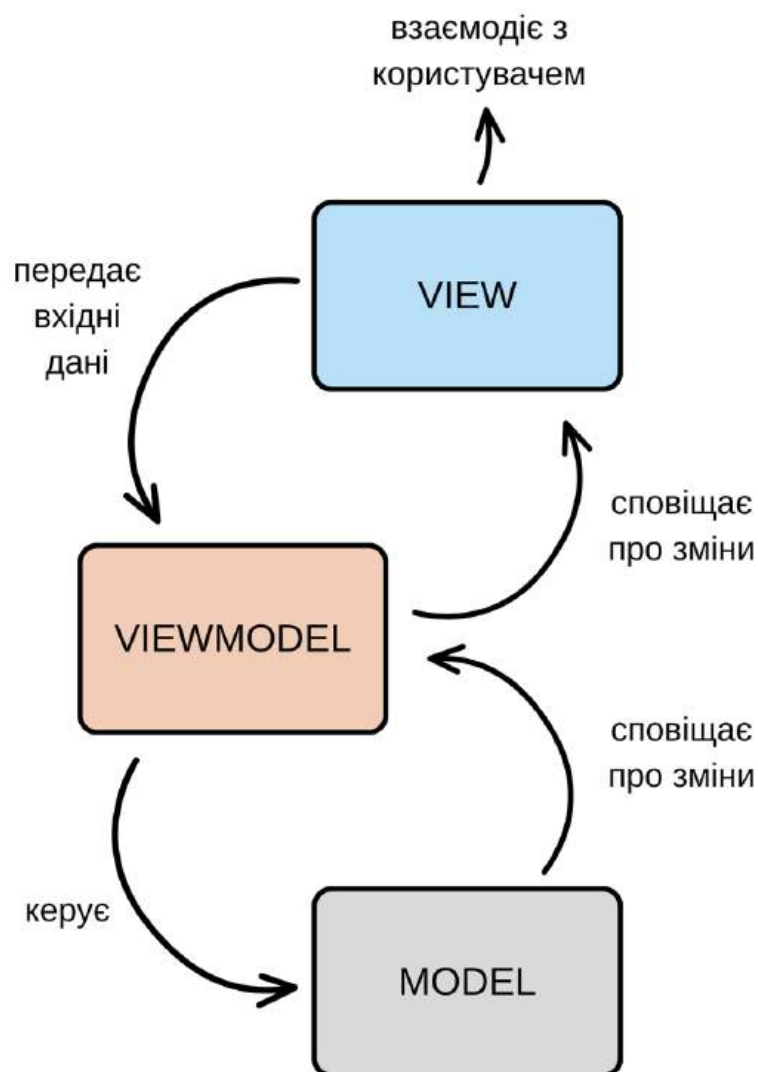 взаємодіє з
користувачем
VIEW
передає
вхідні
дані
сповіщає
про зміни
VIEWMODEL
сповіщає
про зміни
керує
MODEL